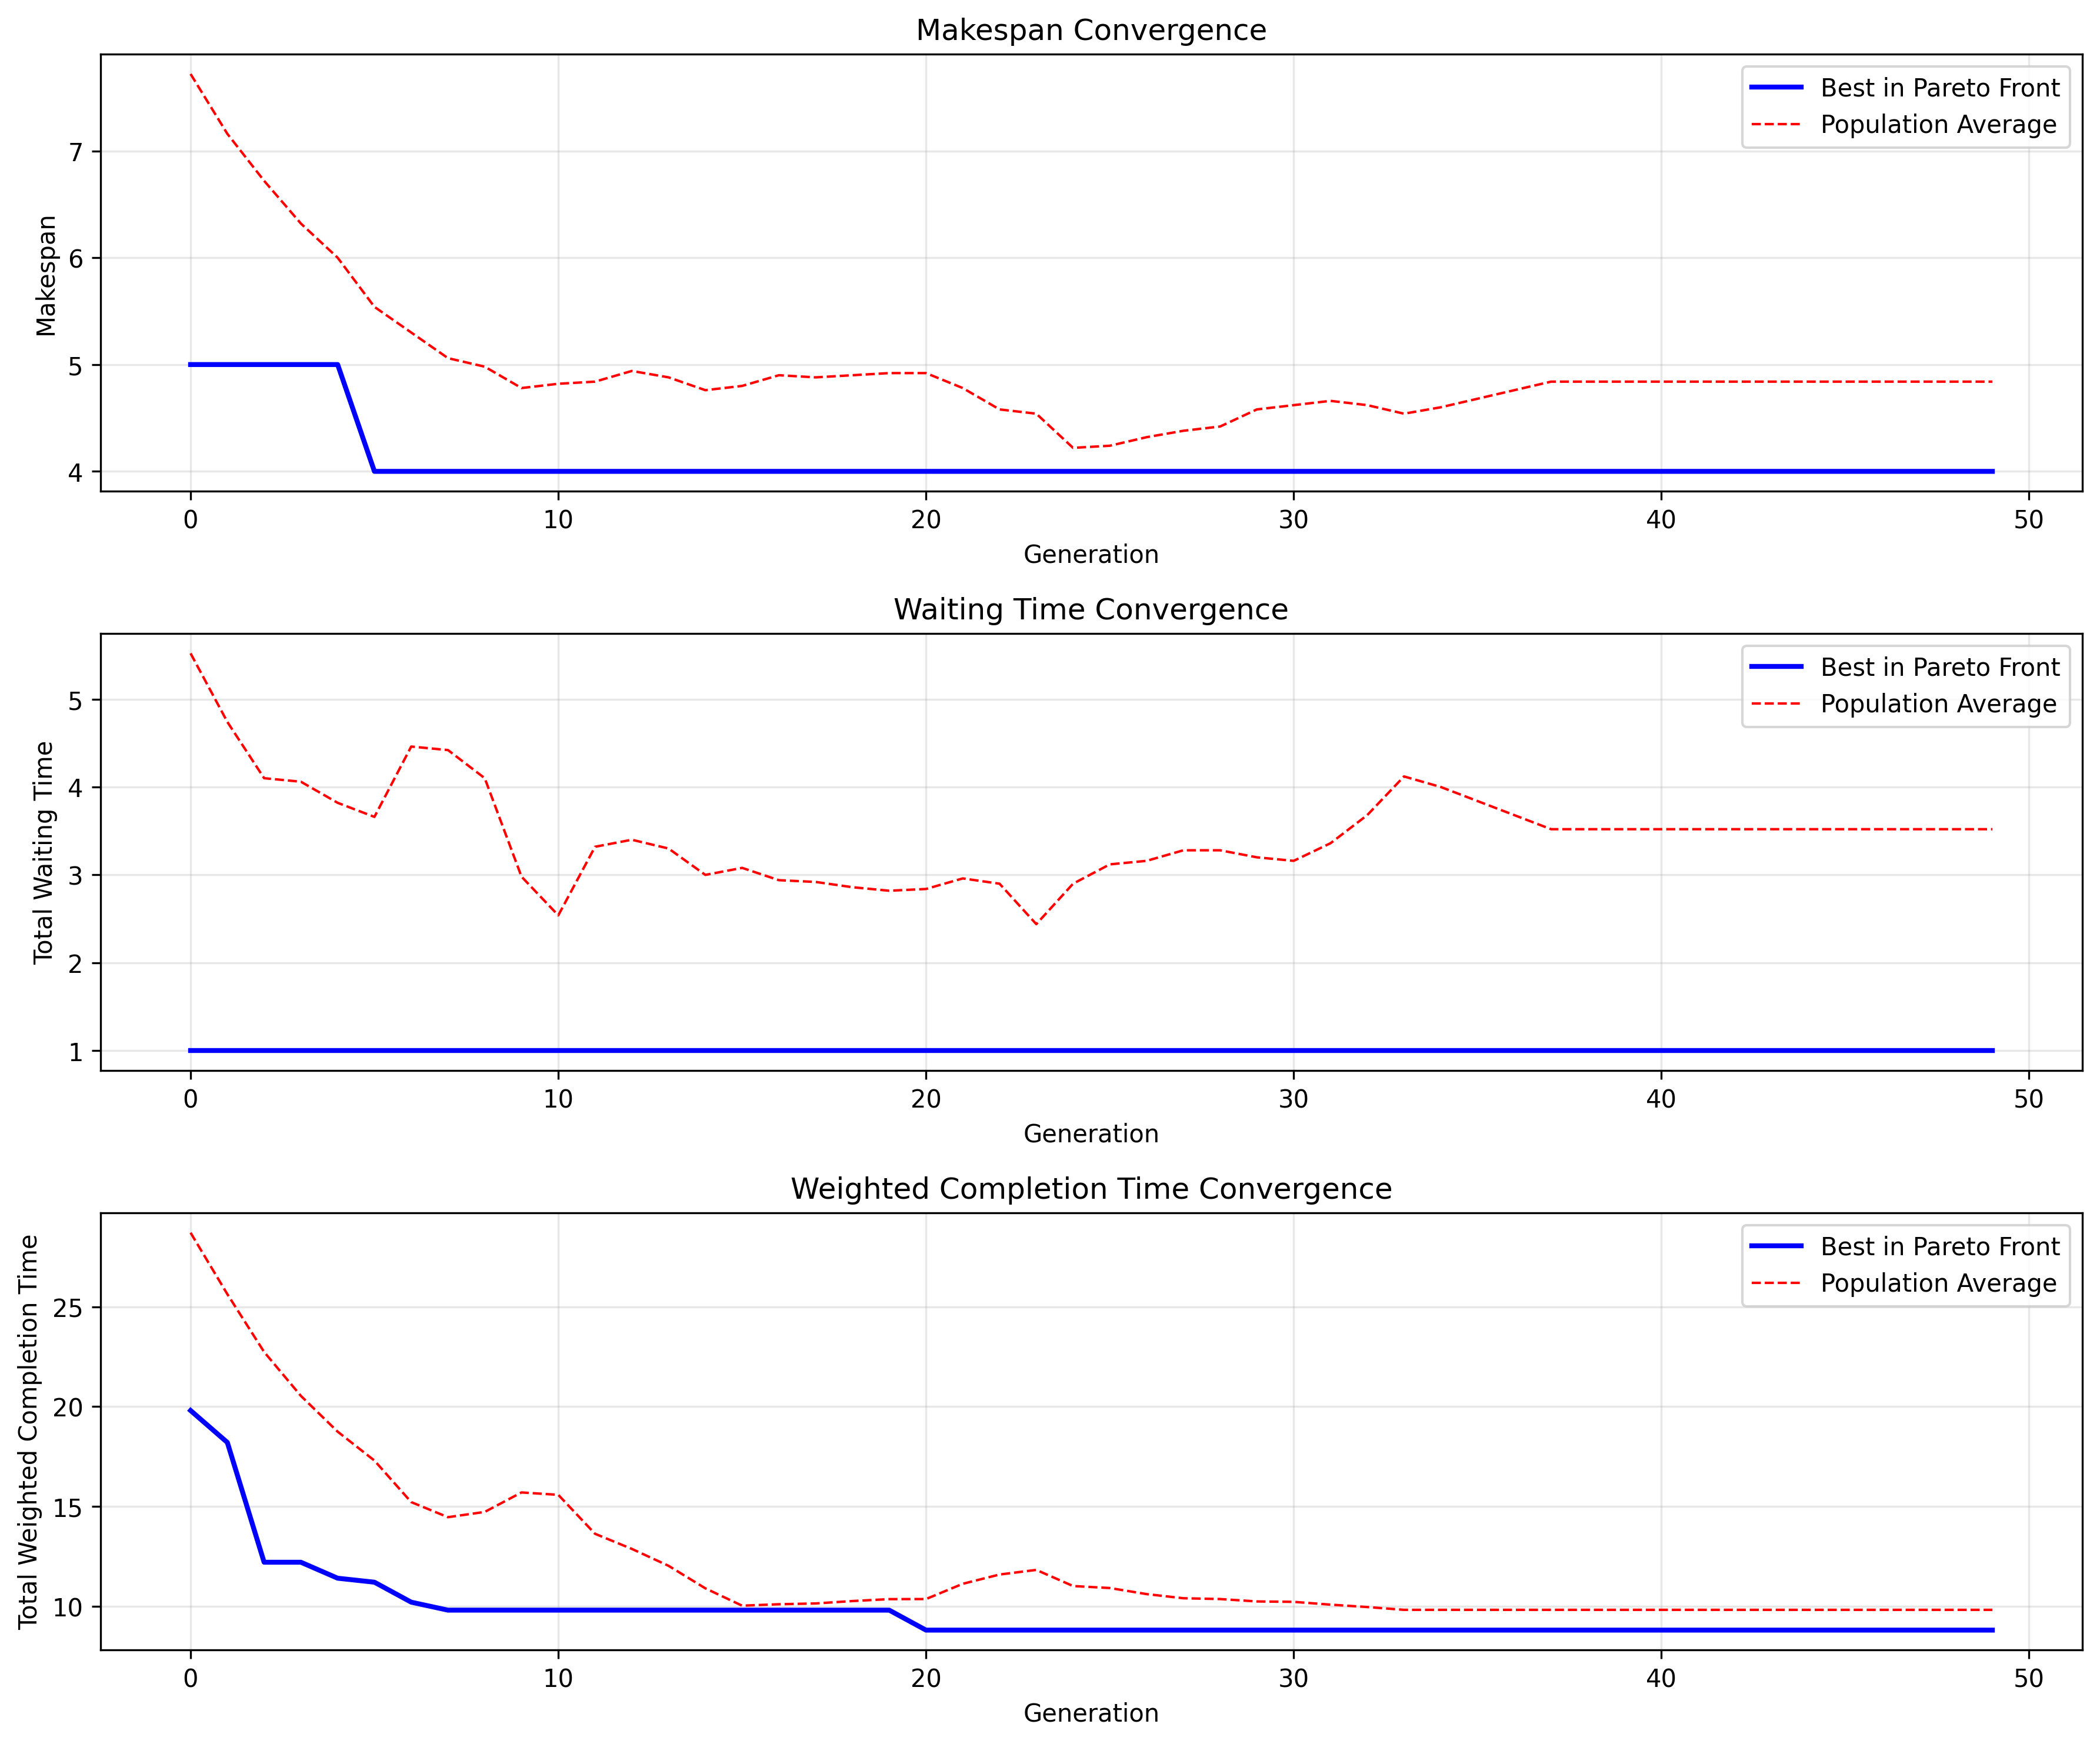 Makespan Convergence
Best in Pareto Front
Population Average
Makespan
7
6
5
4
0 10 20 30 40 50
Generation
Waiting Time Convergence
Best in Pareto Front
Population Average
Total Waiting Time
5
4
3
2
1
0 10 20 30 40 50
Generation
Weighted Completion Time Convergence
Best in Pareto Front
Population Average
Total Weighted Completion Time
25
20
15
10
0 10 20 30 40 50
Generation